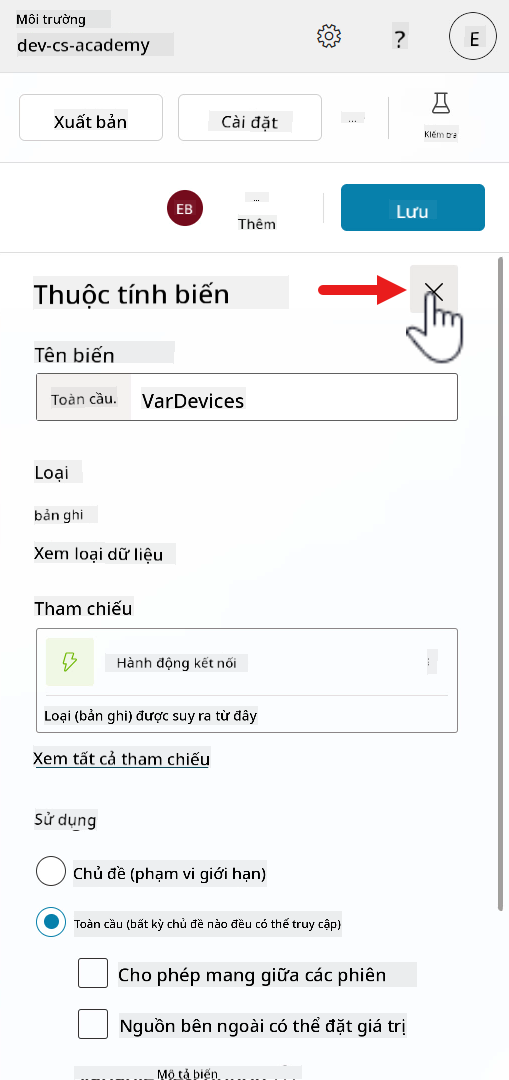 Môi trường
dev-cs-academy
?
E
Xuất bản
Cài đặt
...
Kiểm tra
EB
...
Thêm
Lưu
Thuộc tính biến
Tên biến
Toàn cầu.
VarDevices
Loại
bản ghi
Xem loại dữ liệu
Tham chiếu
Hành động kết nối
Loại (bản ghi) được suy ra từ đây
Xem tất cả tham chiếu
Sử dụng
Chủ đề (phạm vi giới hạn)
Toàn cầu (bất kỳ chủ đề nào đều có thể truy cập)
Cho phép mang giữa các phiên
Nguồn bên ngoài có thể đặt giá trị
Mô tả biến